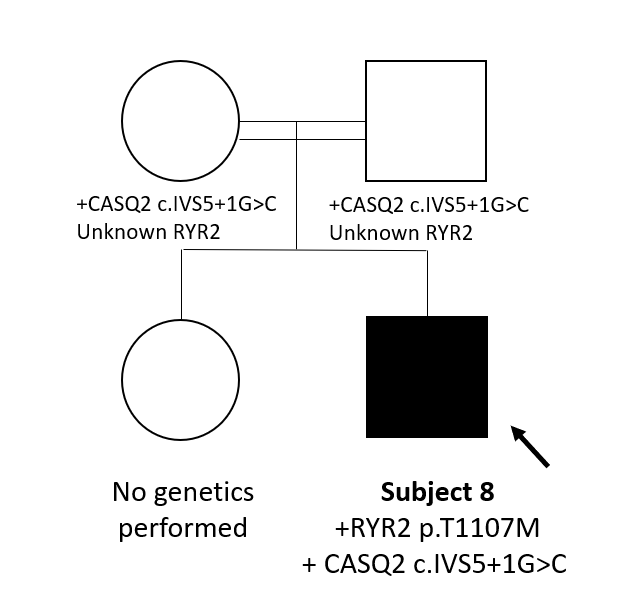 +CASQ2 c.IVS5+1G>C
Unknown RYR2
+CASQ2 c.IVS5+1G>C
Unknown RYR2
No genetics
performed
Subject 8
+RYR2 p.T1107M
+ CASQ2 c.IVS5+1G>C